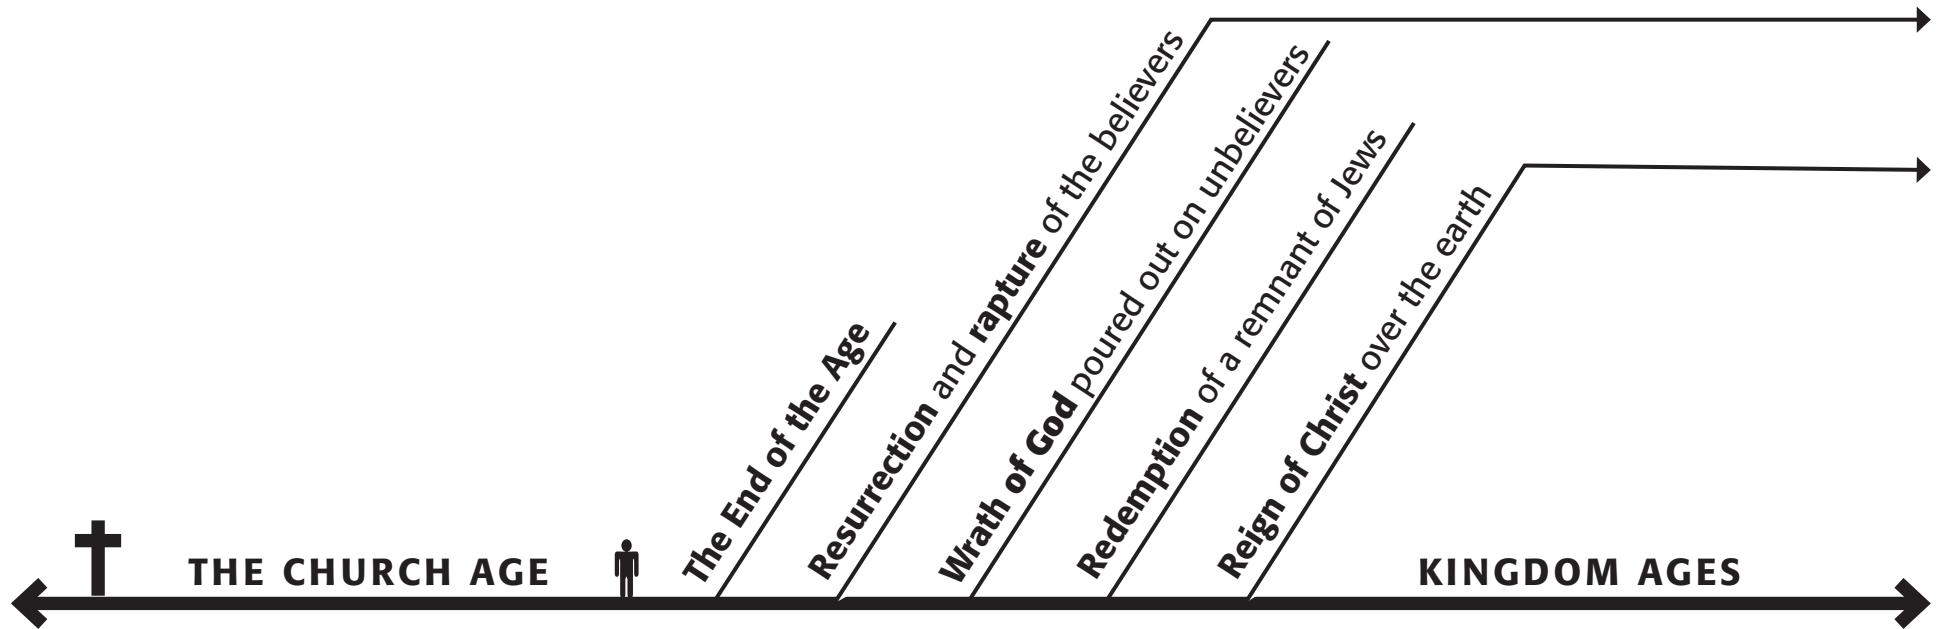 THE CHURCH AGE
The End of the Age
Resurrection and rapture of the believers
Wrath of God poured out on unbelievers
Redemption of a remnant of Jews
Reign of Christ over the earth
KINGDOM AGES